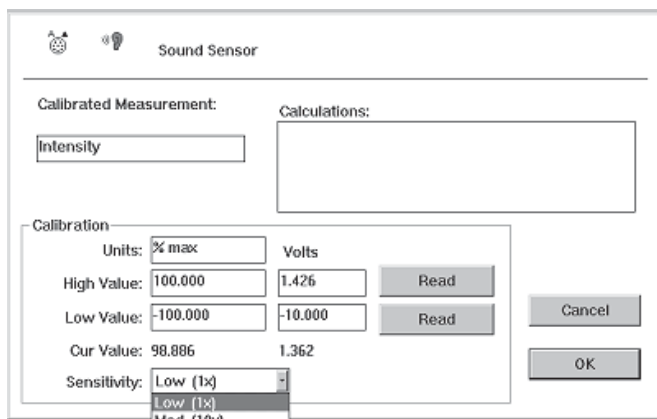 Sound Sensor
Calibrated Measurement:
Calculations:
Intensity
Calibration
Units: % max Volts
High Value: 100.000 1.426 Read
Low Value: -100.000 -10.000 Read
Cur Value: 98.886 1.362
Sensitivity: Low (1x)
Low (1x)
Cancel
OK